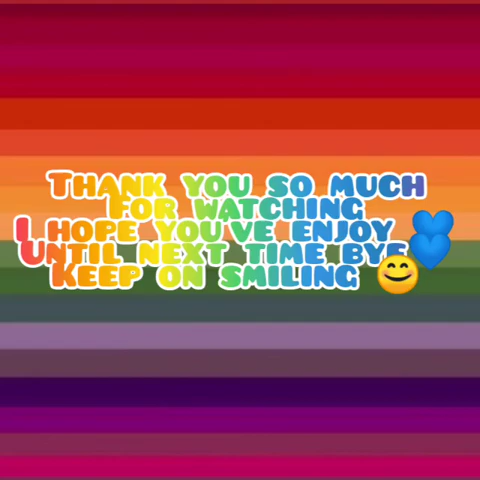 Thank you so much
For watching
I hope you've enjoy 💙
Until next time bye 💙
Keep on smiling 😊